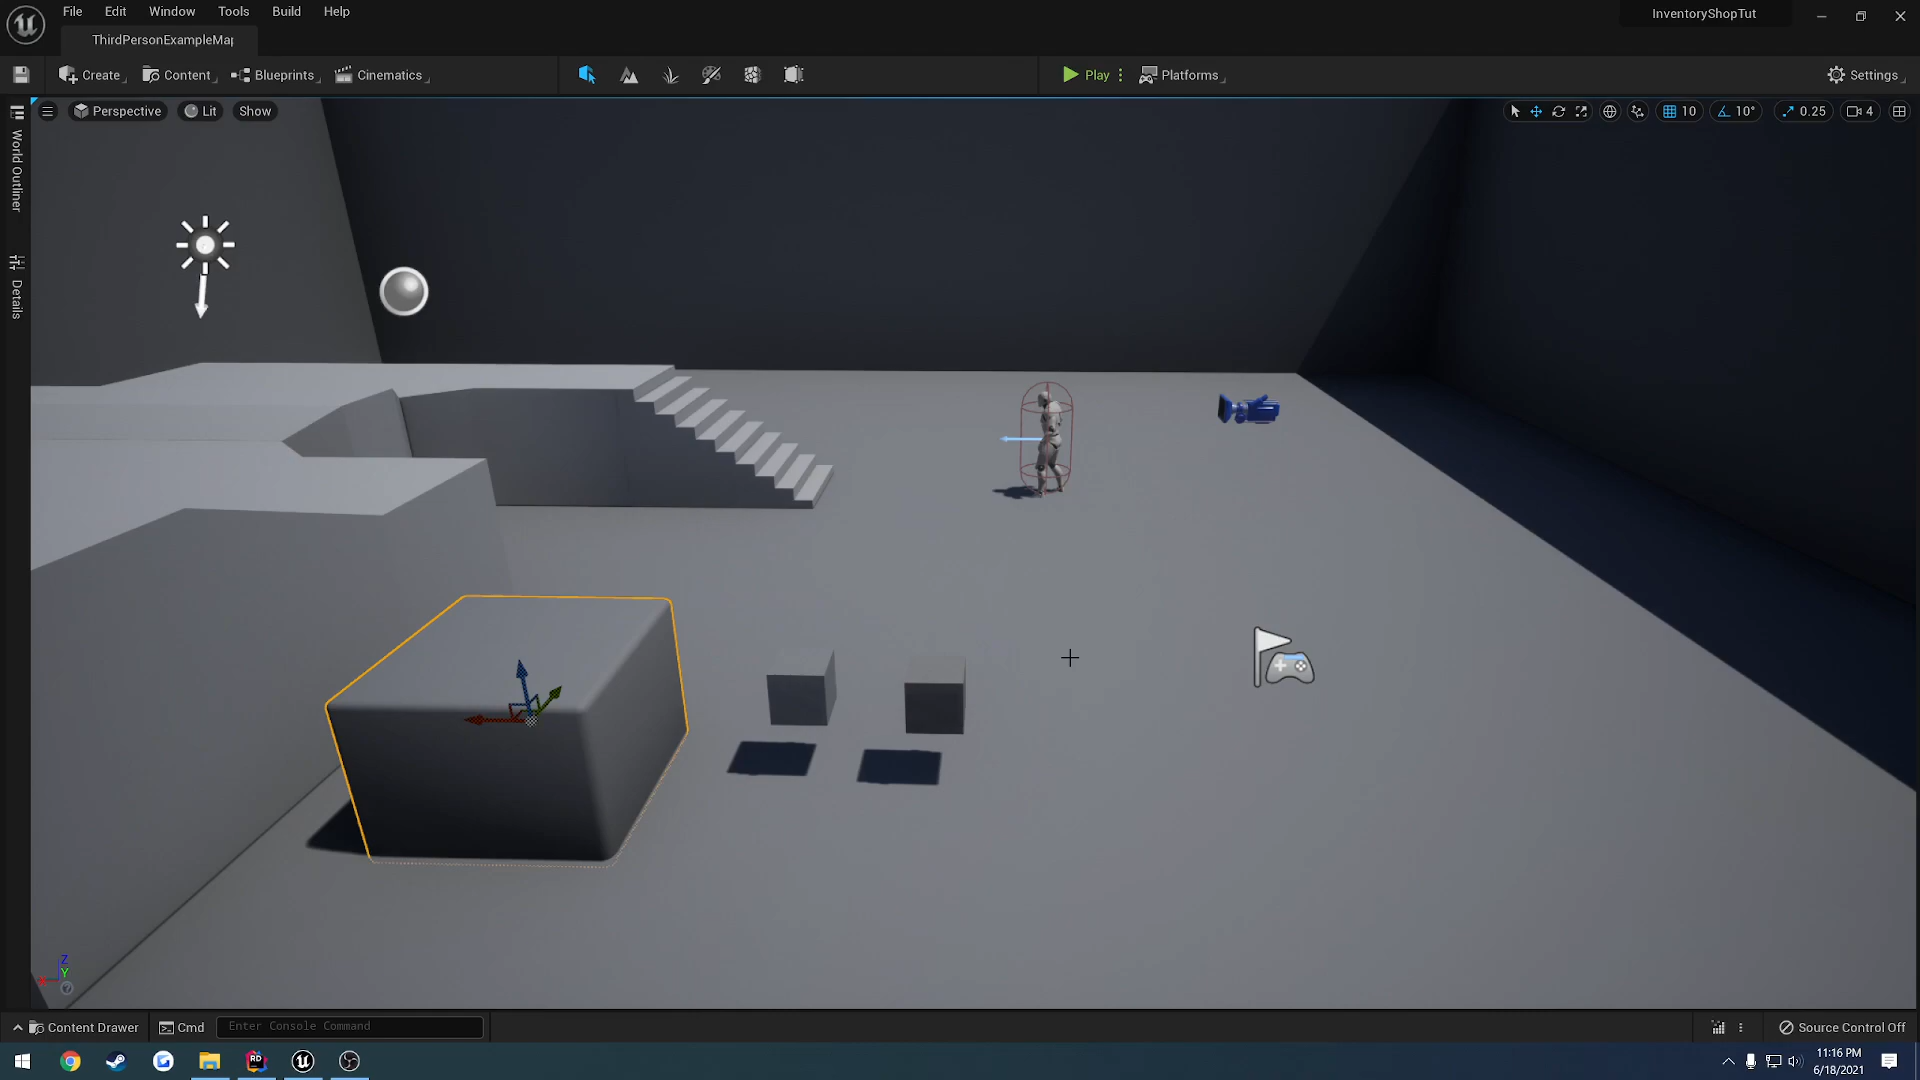 File Edit Window Tools Build Help
InventoryShopTut
ThirdPersonExampleMap
Create Content Blueprints Cinematics Play Platforms Settings
Perspective Lit Show
10 10° 0.25 4
World Outliner
Details
Z
Y
X
Content Drawer Cmd Enter Console Command Source Control Off
RD
11:16 PM
6/18/2021